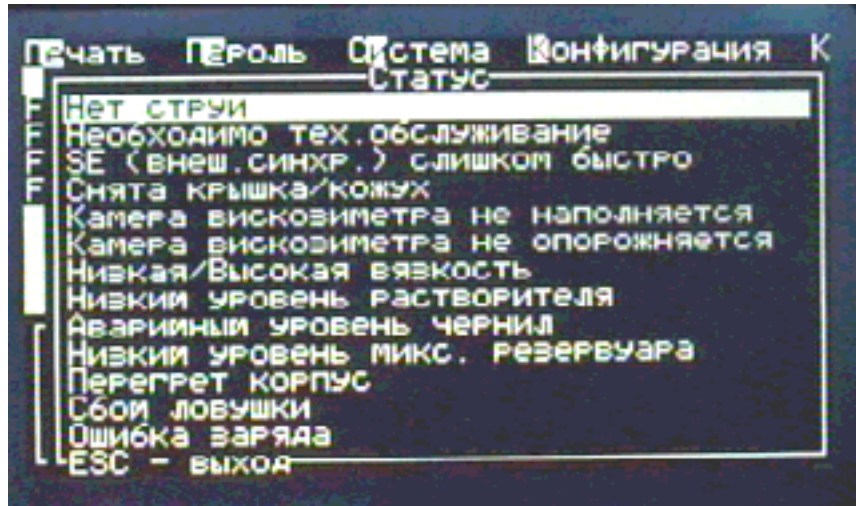 Печать Пароль Система Конфигурация К
Статус
Нет струи
F Необходимо тех.обслуживание
F SE (внеш.синхр.) слишком быстро
F Снята крышка/кожух
F Камера вискозиметра не наполняется
Камера вискозиметра не опорожняется
Низкая/Высокая вязкость
Низкий уровень растворителя
Аварийный уровень чернил
Низкий уровень микс. резервуара
Перегрет корпус
Сбой ловушки
Ошибка заряда
ESC - выход